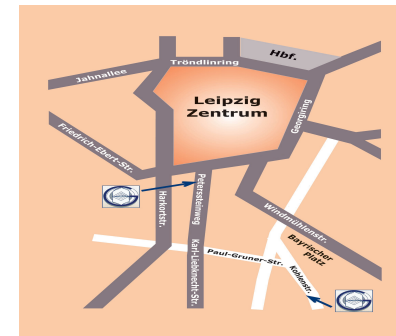 Hbf.
Tröndlinring
Jahnallee
Leipzig
Zentrum
Georgiring
Friedrich-Ebert-Str.
Peterssteinweg
Harkortstr.
Windmühlenstr.
Karl-Liebknecht-Str.
Paul-Gruner-Str.
Bayrischer
Platz
Kohlenstr.